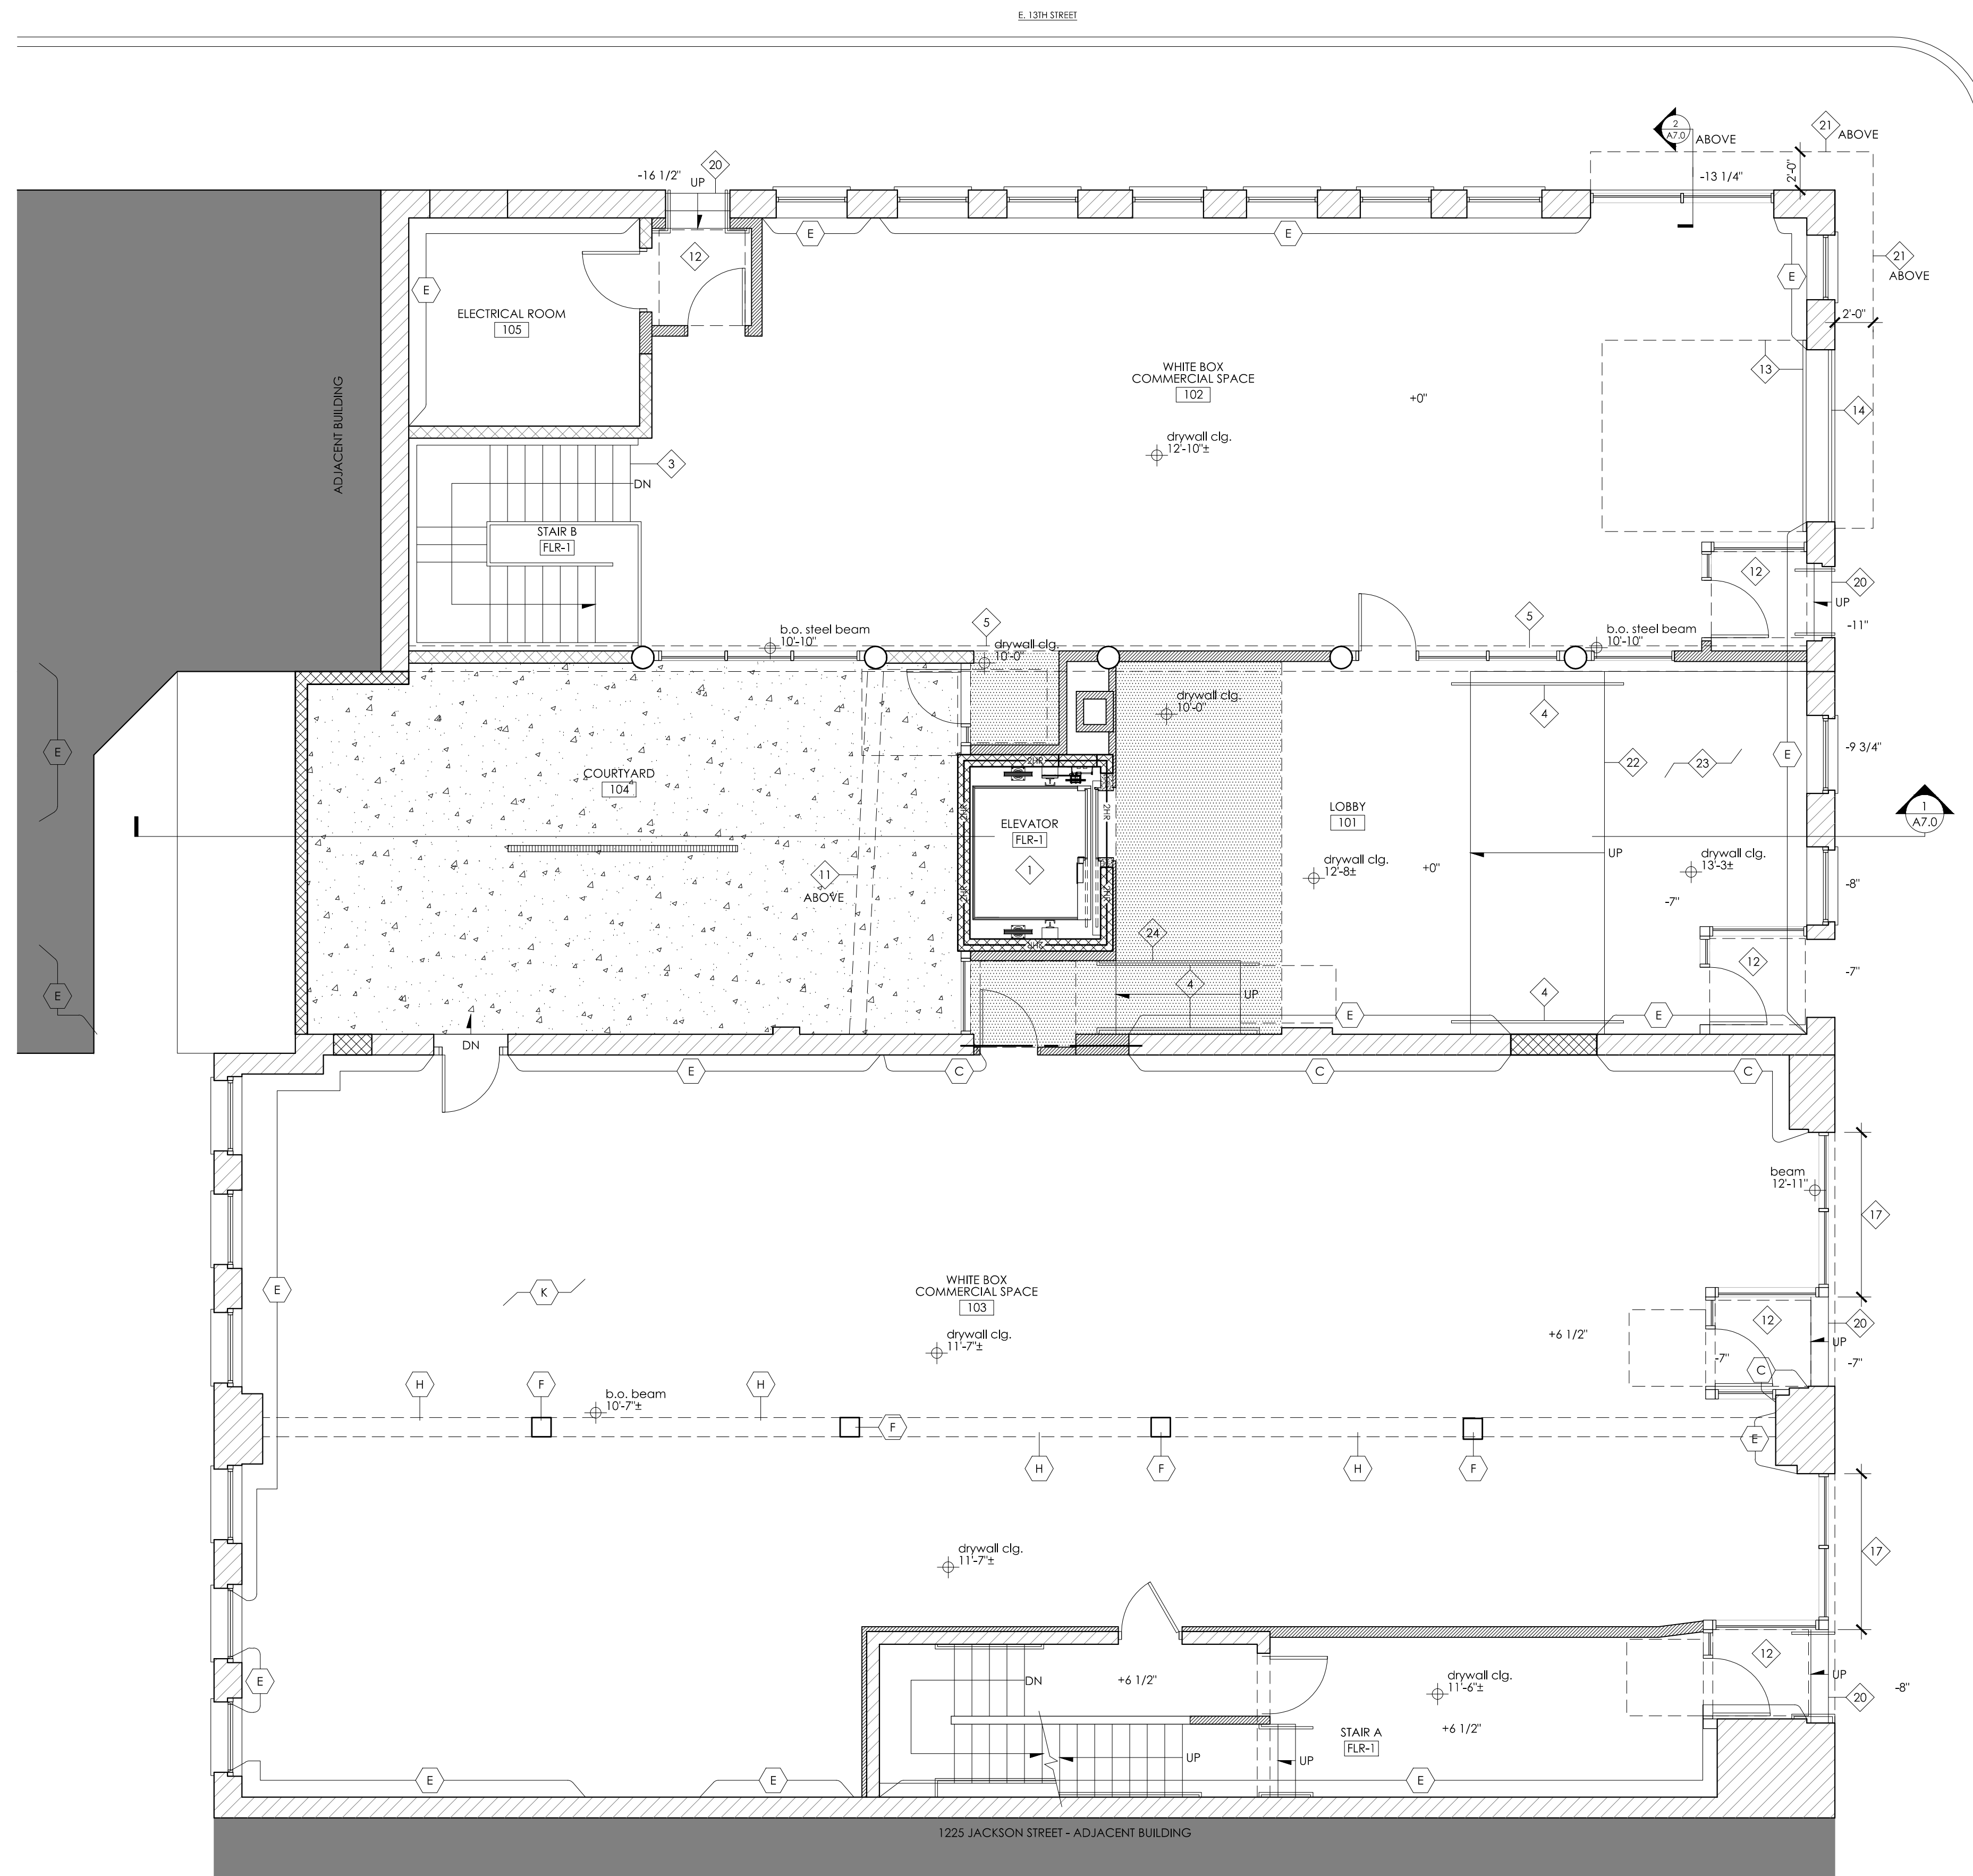 E. 13TH STREET
2
A7.0
ABOVE
21
ABOVE
20
-16 1/2"
UP
-13 1/4"
2'-0"
E
E
12
E
21
ABOVE
E
ELECTRICAL ROOM
105
2'-0"
WHITE BOX
COMMERCIAL SPACE
102
+0"
13
14
ADJACENT BUILDING
drywall clg.
12'-10"±
3
DN
STAIR B
FLR-1
12
20
UP
-11"
5
5
b.o. steel beam
10'-10"
drywall clg.
10'-0"
b.o. steel beam
10'-10"
drywall clg.
10'-0"
4
E
22
23
E
-9 3/4"
COURTYARD
104
2HR
2HR
2HR
2HR
2HR
2HR
ELEVATOR
FLR-1
1
LOBBY
101
1
A7.0
UP
drywall clg.
12'-8±
+0"
drywall clg.
13'-3±
-8"
11
ABOVE
-7"
24
12
-7"
4
UP
4
E
E
E
DN
E
C
C
C
beam
12'-11"
17
WHITE BOX
COMMERCIAL SPACE
103
E
K
drywall clg.
11'-7"±
+6 1/2"
12
20
UP
-7"
-7"
C
H
F
H
b.o. beam
10'-7"±
F
E
H
F
H
F
drywall clg.
11'-7"±
17
12
E
DN
+6 1/2"
drywall clg.
11'-6"±
UP
20
-8"
STAIR A
FLR-1
+6 1/2"
UP
UP
E
E
E
1225 JACKSON STREET - ADJACENT BUILDING